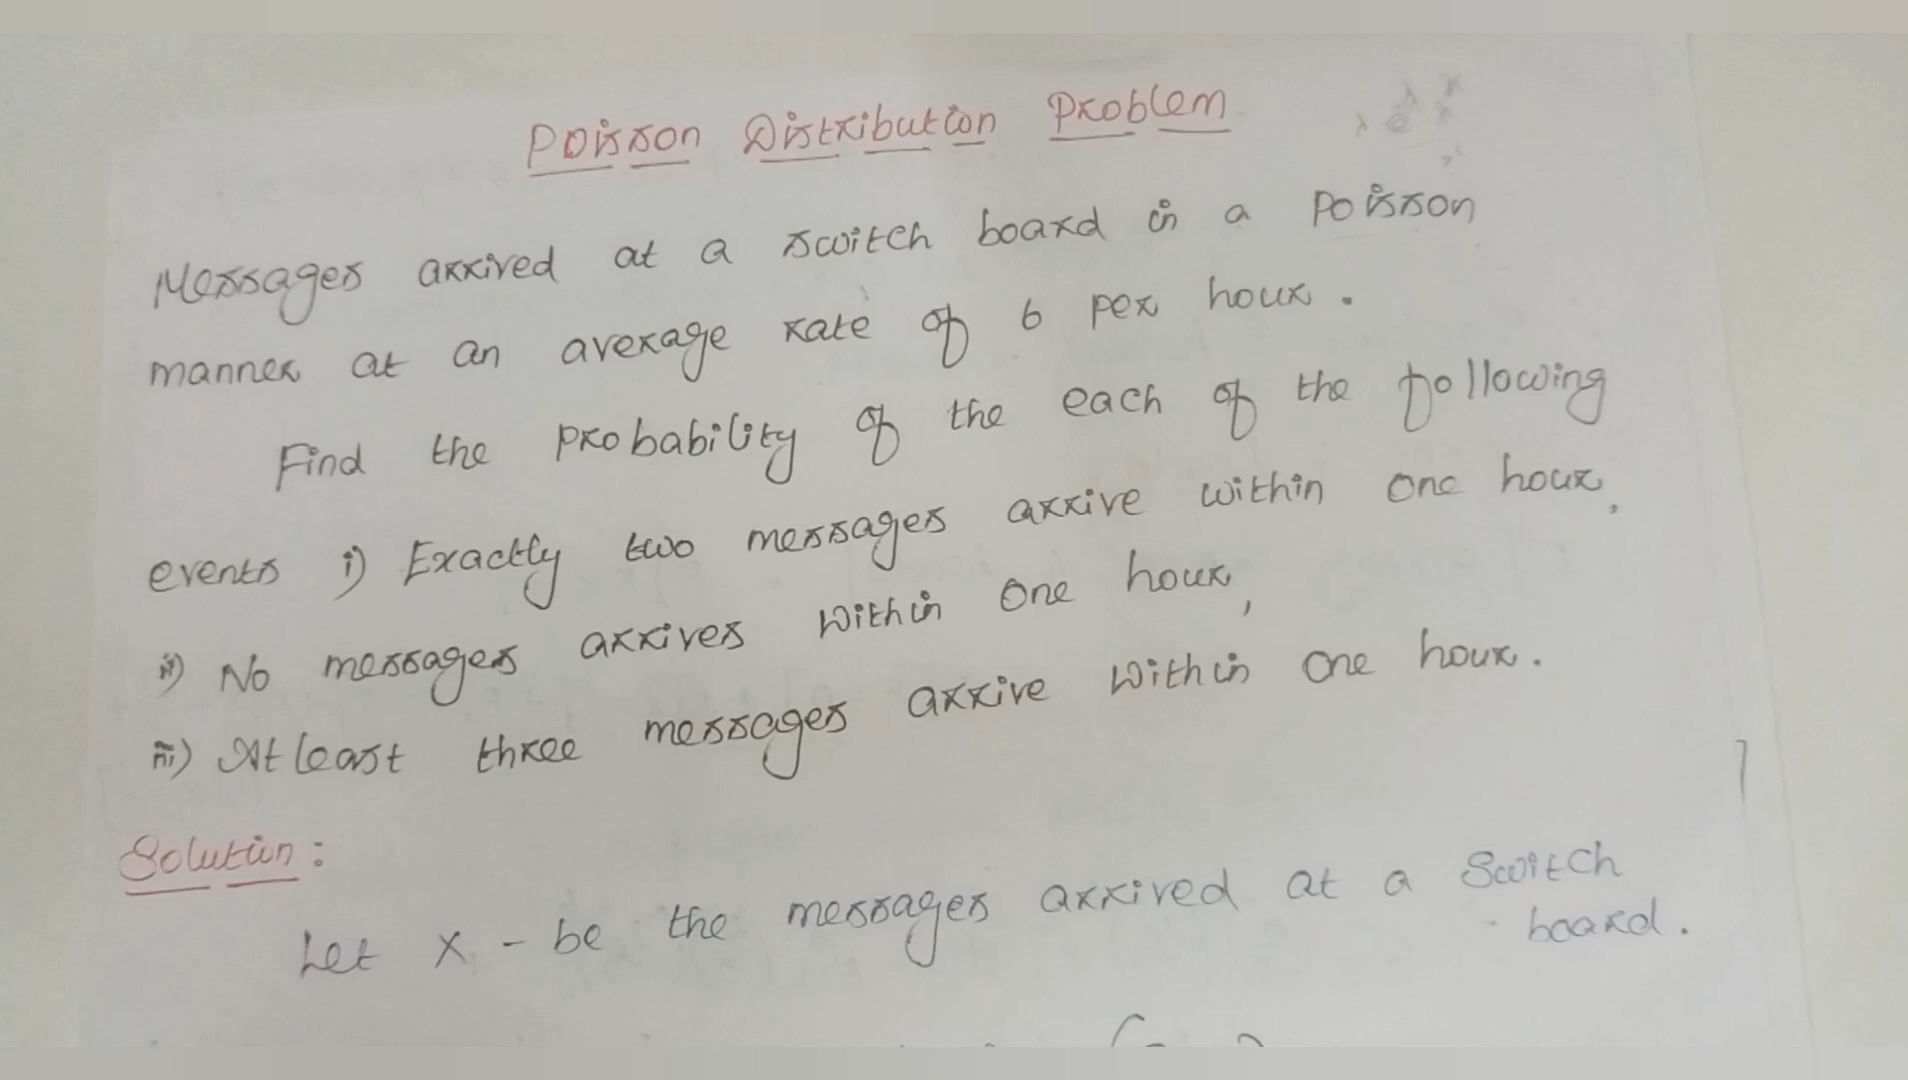 Poisson Distribution Problem
Messages arrived at a switch board in a Poisson
manner at an average rate of 6 per hour.
Find the probability of the each of the following
events i) Exactly two messages arrive within one hour,
ii) No messages arrives within one hour,
iii) Atleast three messages arrive within one hour.
Solution:
Let X - be the messages arrived at a switch
board.